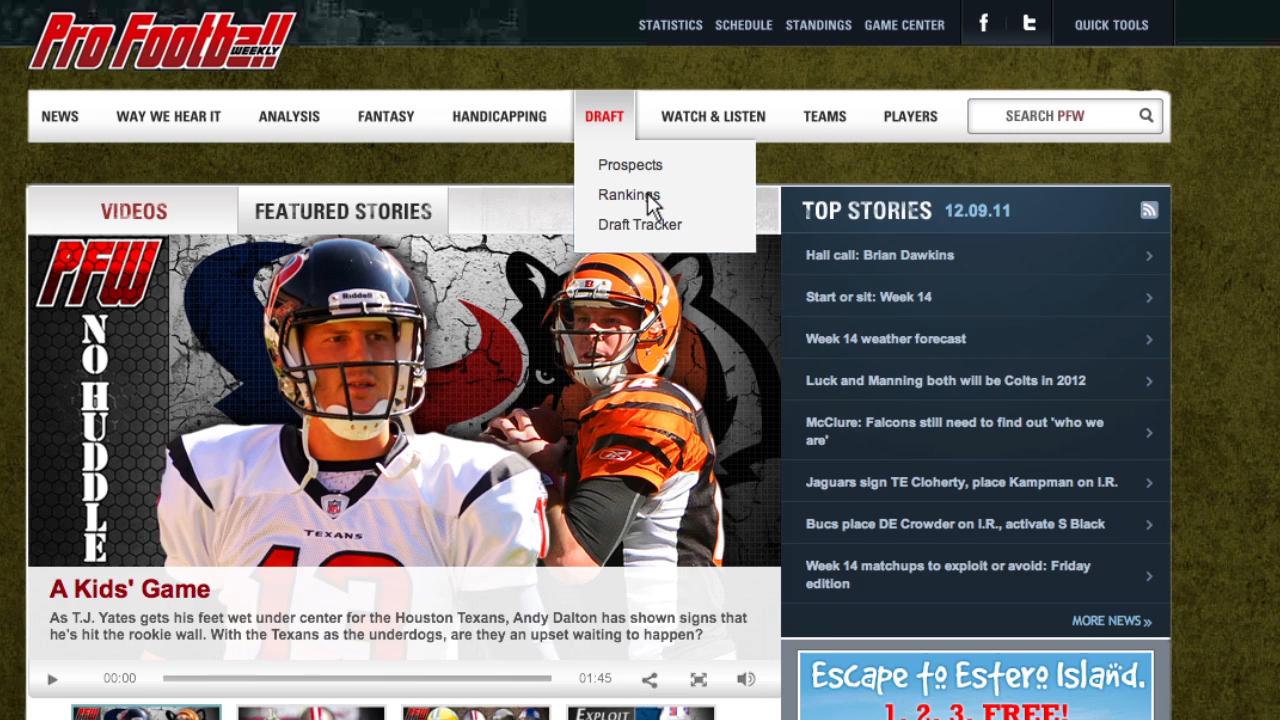 Pro Football
WEEKLY
STATISTICS SCHEDULE STANDINGS GAME CENTER
f t
QUICK TOOLS
NEWS WAY WE HEAR IT ANALYSIS FANTASY HANDICAPPING DRAFT WATCH & LISTEN TEAMS PLAYERS SEARCH PFW
Prospects
Rankings
Draft Tracker
VIDEOS FEATURED STORIES
PFW
NO HUDDLE
Riddell
TEXANS
A Kids' Game
As T.J. Yates gets his feet wet under center for the Houston Texans, Andy Dalton has shown signs that
he's hit the rookie wall. With the Texans as the underdogs, are they an upset waiting to happen?
00:00 01:45
PFW
PFW
EXPLOIT
TOP STORIES 12.09.11
Hall call: Brian Dawkins
Start or sit: Week 14
Week 14 weather forecast
Luck and Manning both will be Colts in 2012
McClure: Falcons still need to find out 'who we
are'
Jaguars sign TE Cloherty, place Kampman on I.R.
Bucs place DE Crowder on I.R., activate S Black
Week 14 matchups to exploit or avoid: Friday
edition
MORE NEWS »
Escape to Estero Island.
1, 2, 3, FREE!